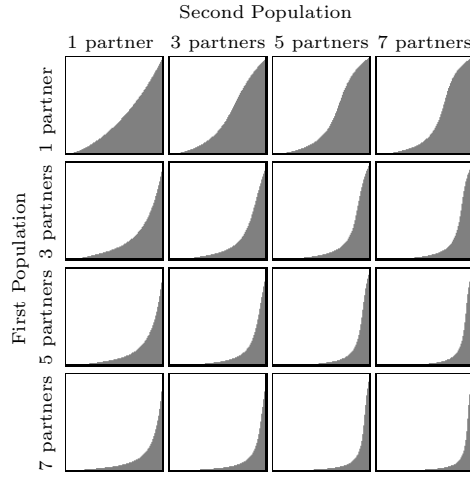 Second Population
1 partner 3 partners 5 partners 7 partners
First Population
1 partner
3 partners
5 partners
7 partners